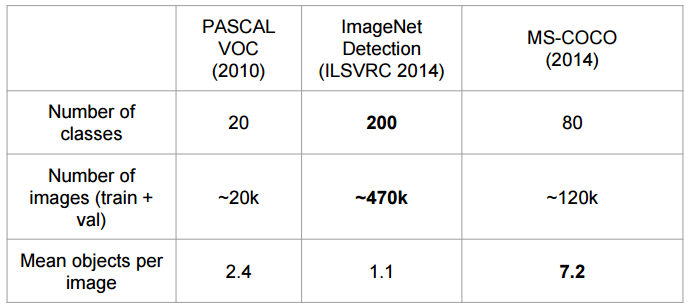 PASCAL
VOC
(2010)
ImageNet
Detection
(ILSVRC 2014)
MS-COCO
(2014)
Number of
classes
20
200
80
Number of
images (train +
val)
~20k
~470k
~120k
Mean objects per
image
2.4
1.1
7.2